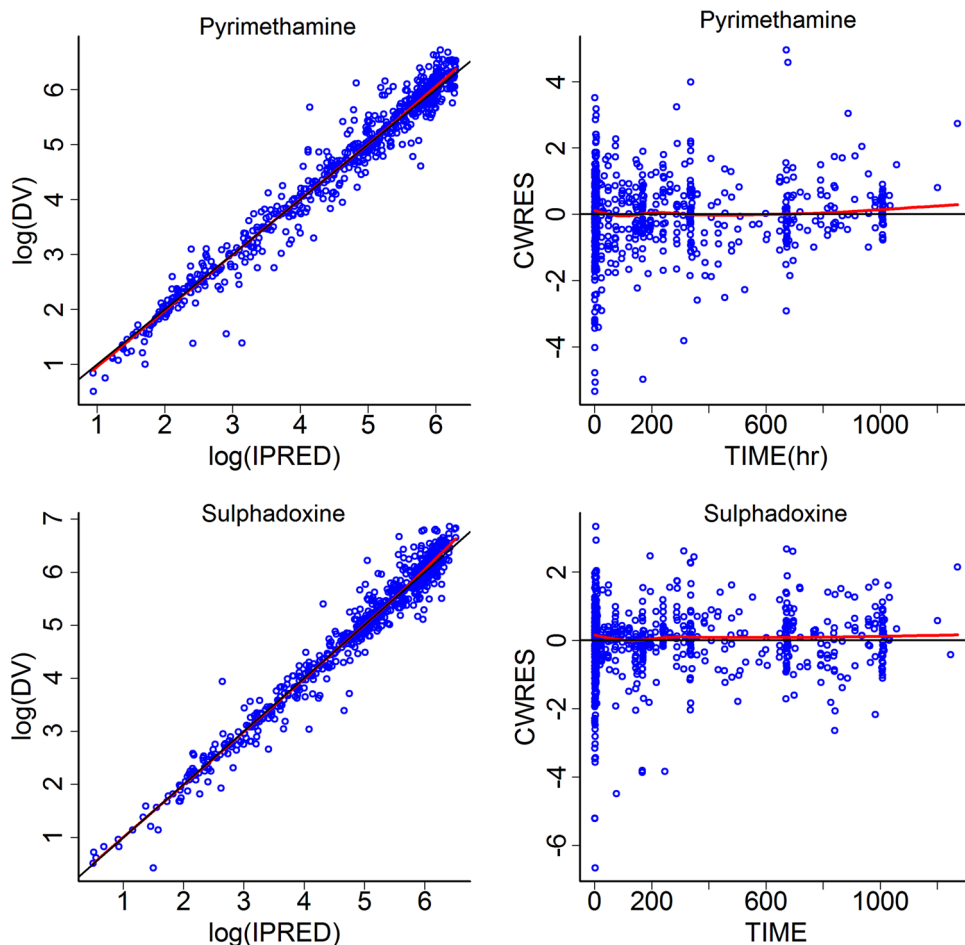 Pyrimethamine
log(DV)
6
5
4
3
2
1
1 2 3 4 5 6
log(IPRED)
Pyrimethamine
CWRES
4
2
0
-2
-4
0 200 600 1000
TIME(hr)
Sulphadoxine
log(DV)
7
6
5
4
3
2
1
1 2 3 4 5 6
log(IPRED)
Sulphadoxine
CWRES
2
0
-2
-4
-6
0 200 600 1000
TIME